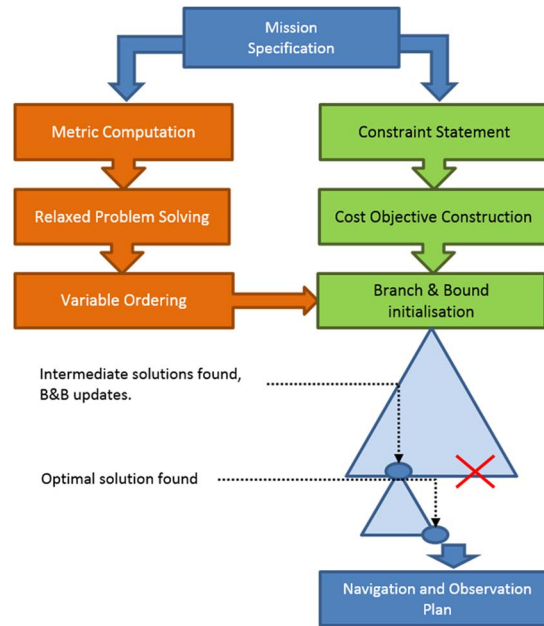 Mission
Specification
Metric Computation
Constraint Statement
Relaxed Problem Solving
Cost Objective Construction
Variable Ordering
Branch & Bound
initialisation
Intermediate solutions found,
B&B updates.
Optimal solution found
Navigation and Observation
Plan